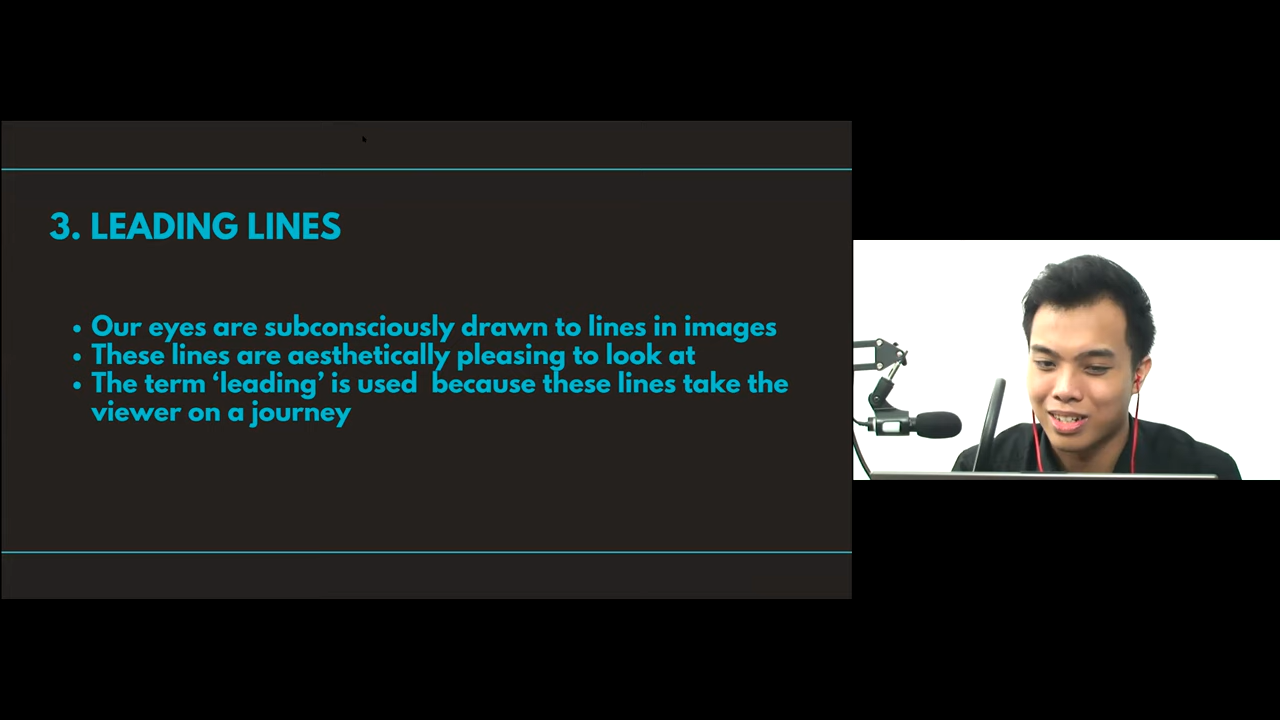 3. LEADING LINES
• Our eyes are subconsciously drawn to lines in images
• These lines are aesthetically pleasing to look at
• The term ‘leading’ is used  because these lines take the
viewer on a journey